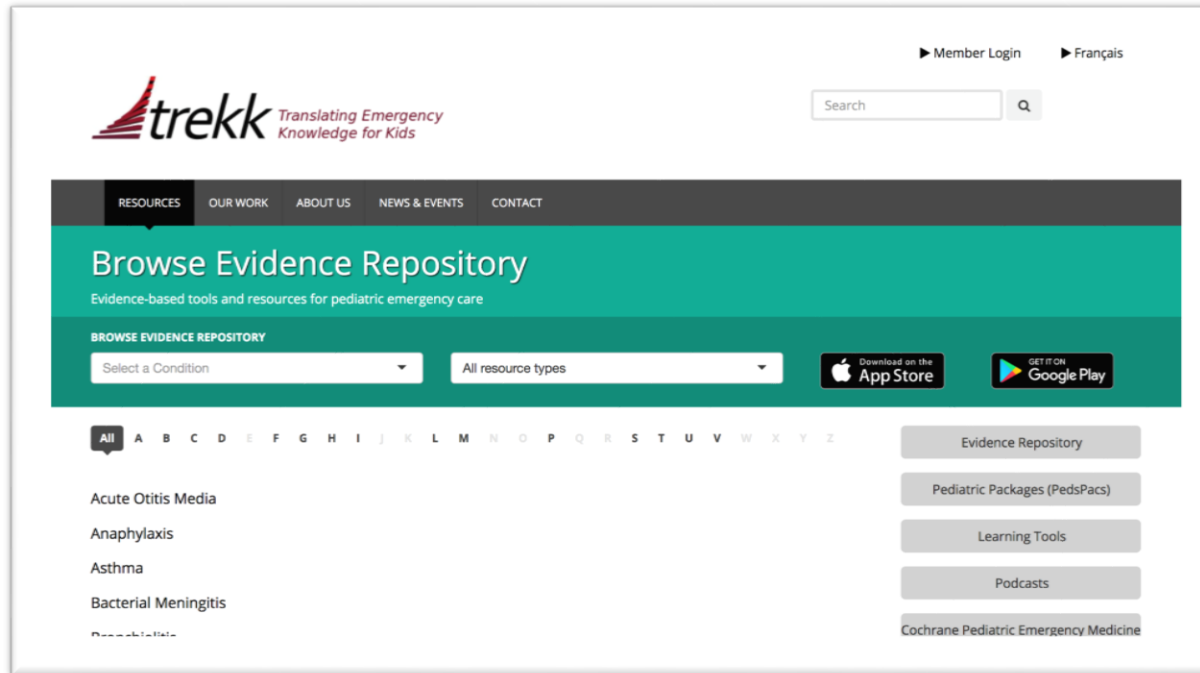 Member Login Français
trekk Translating Emergency
Knowledge for Kids
Search
RESOURCES OUR WORK ABOUT US NEWS & EVENTS CONTACT
Browse Evidence Repository
Evidence-based tools and resources for pediatric emergency care
BROWSE EVIDENCE REPOSITORY
Select a Condition All resource types
Download on the App Store
GET IT ON Google Play
All A B C D E F G H I J K L M N O P Q R S T U V W X Y Z
Acute Otitis Media
Anaphylaxis
Asthma
Bacterial Meningitis
Bronchiolitis
Evidence Repository
Pediatric Packages (PedsPacs)
Learning Tools
Podcasts
Cochrane Pediatric Emergency Medicine